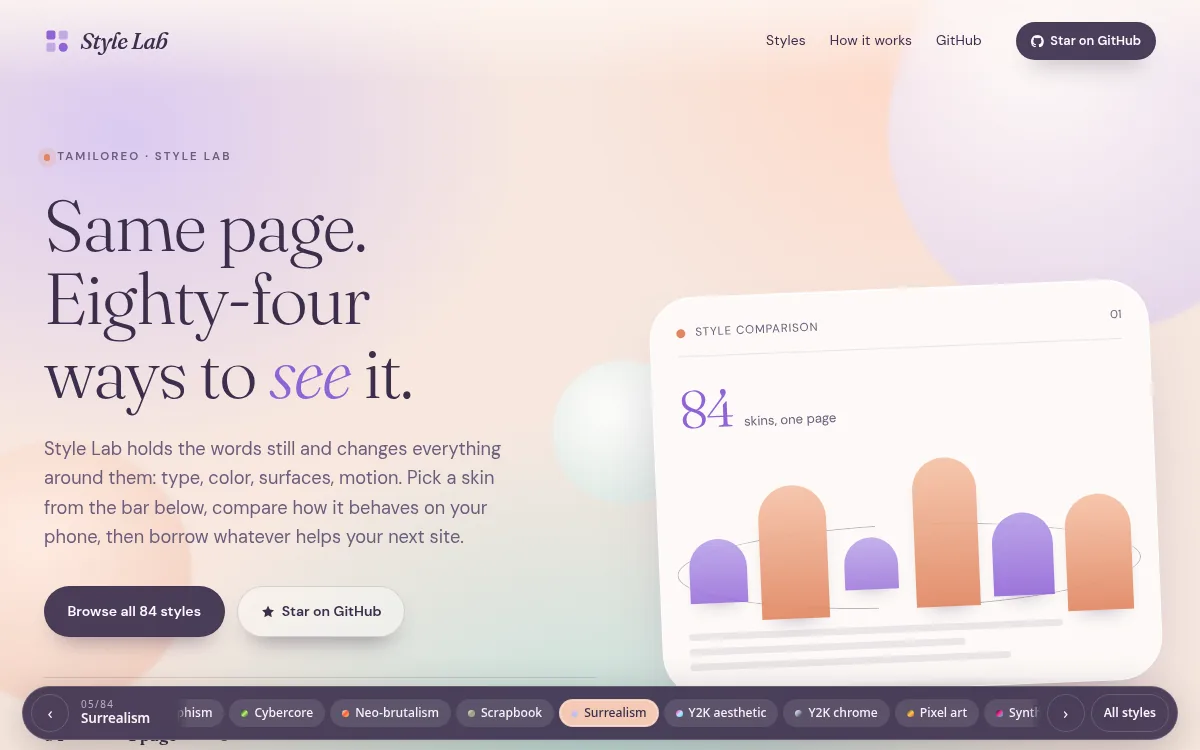 Style Lab
Styles
How it works
GitHub
Star on GitHub
TAMILOREO · STYLE LAB
Same page.
Eighty-four
ways to see it.
Style Lab holds the words still and changes everything
around them: type, color, surfaces, motion. Pick a skin
from the bar below, compare how it behaves on your
phone, then borrow whatever helps your next site.
Browse all 84 styles
★ Star on GitHub
STYLE COMPARISON
01
84 skins, one page
‹
05/84
Surrealism
phism
Cybercore
Neo-brutalism
Scrapbook
Surrealism
Y2K aesthetic
Y2K chrome
Pixel art
Synth
›
All styles